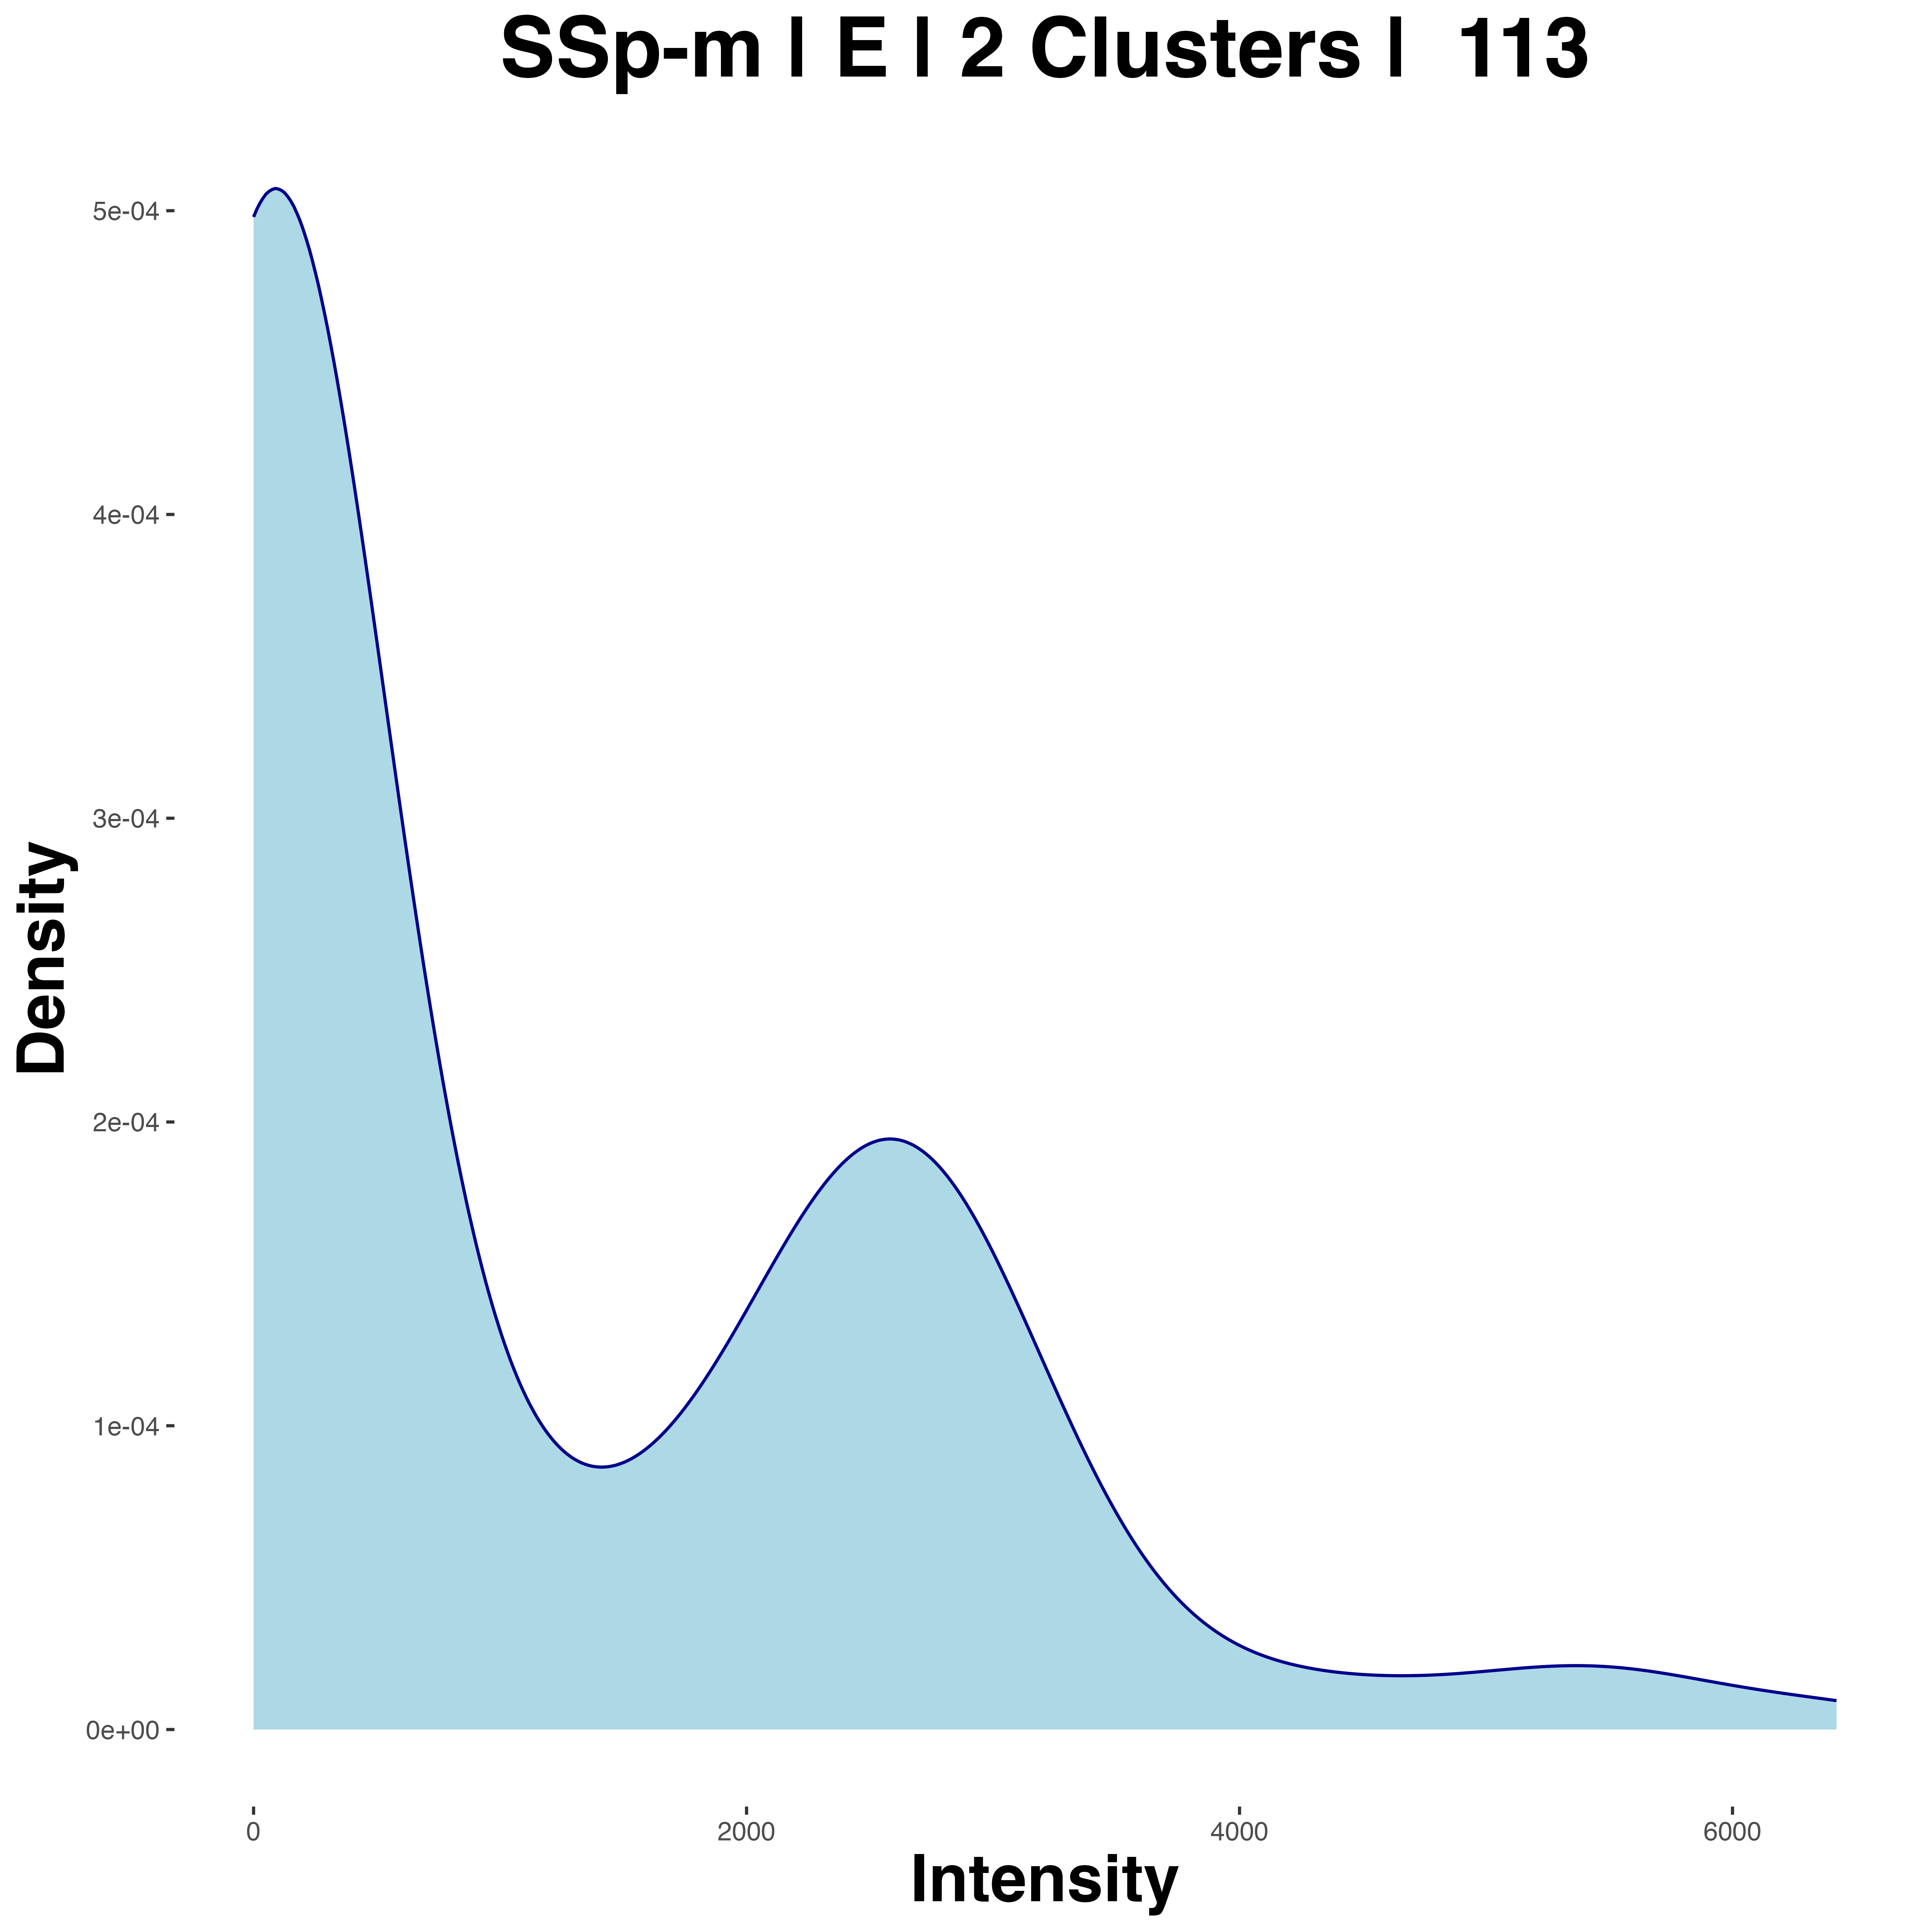 SSp-m | E | 2 Clusters | 113
5e-04
4e-04
3e-04
2e-04
1e-04
0e+00
Density
0 2000 4000 6000
Intensity